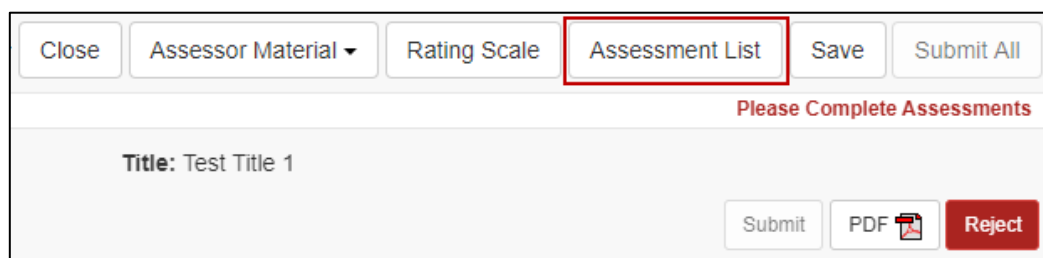 Close Assessor Material Rating Scale Assessment List Save Submit All
Please Complete Assessments
Title: Test Title 1
Submit PDF Reject